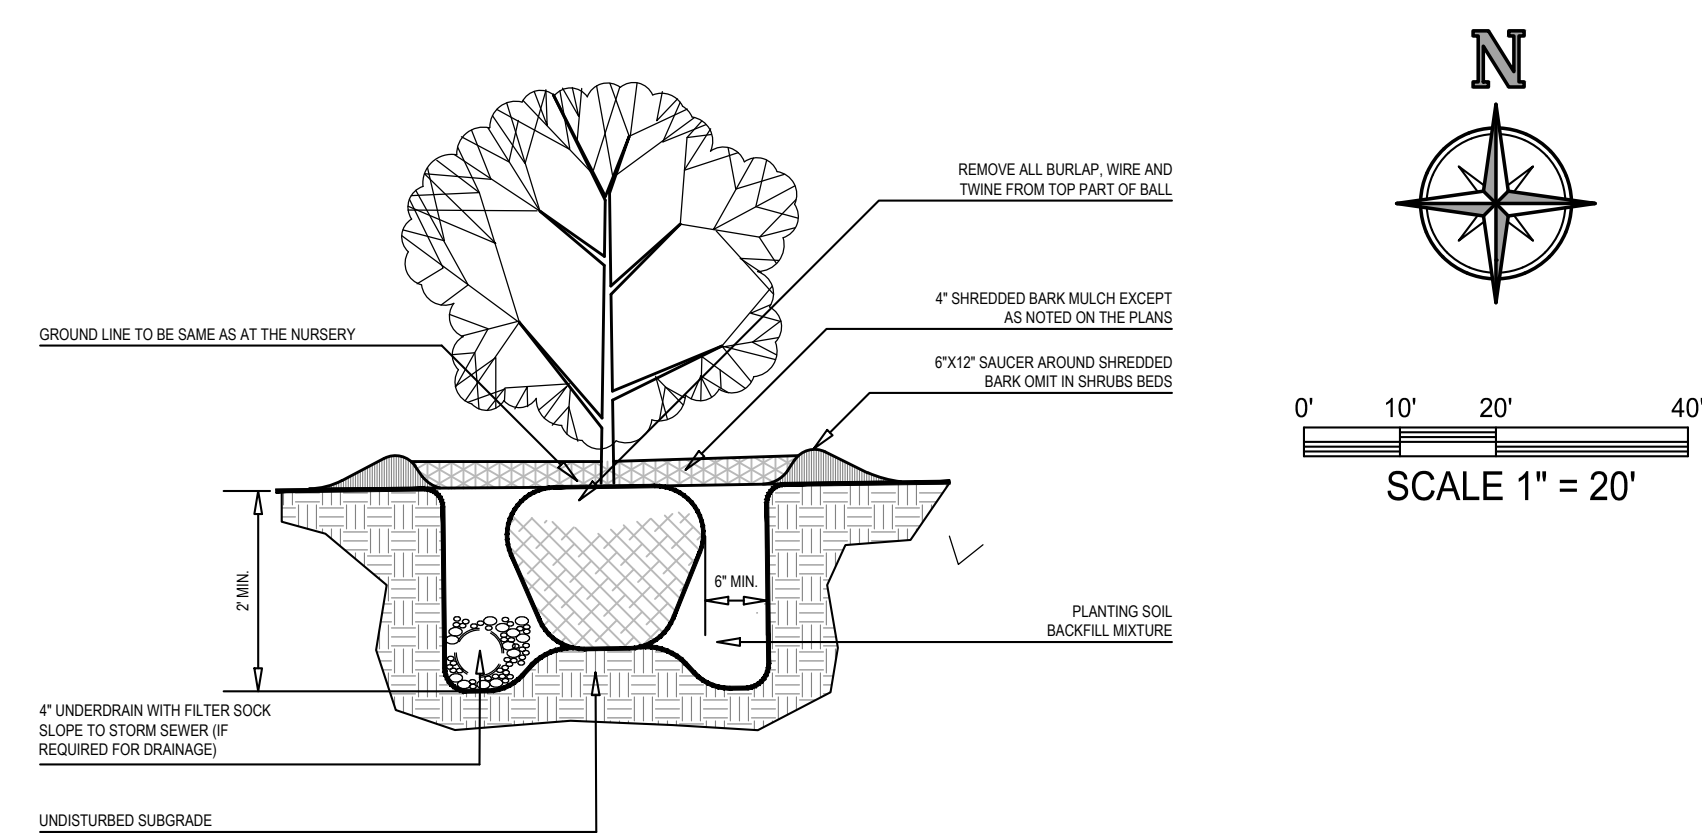 N
REMOVE ALL BURLAP, WIRE AND
TWINE FROM TOP PART OF BALL
4" SHREDDED BARK MULCH EXCEPT
AS NOTED ON THE PLANS
GROUND LINE TO BE SAME AS AT THE NURSERY
6"X12" SAUCER AROUND SHREDDED
BARK OMIT IN SHRUBS BEDS
0' 10' 20' 40'
SCALE 1" = 20'
2' MIN.
6" MIN.
PLANTING SOIL
BACKFILL MIXTURE
4" UNDERDRAIN WITH FILTER SOCK
SLOPE TO STORM SEWER (IF
REQUIRED FOR DRAINAGE)
UNDISTURBED SUBGRADE